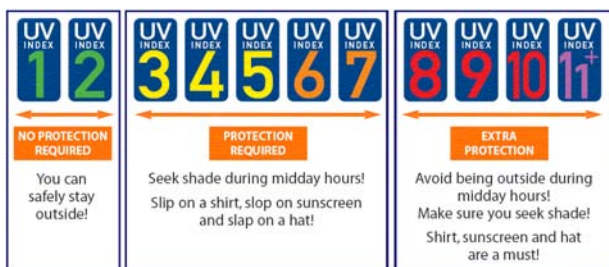 UV INDEX 1
UV INDEX 2
NO PROTECTION
REQUIRED
You can
safely stay
outside!
UV INDEX 3
UV INDEX 4
UV INDEX 5
UV INDEX 6
UV INDEX 7
PROTECTION
REQUIRED
Seek shade during midday hours!
Slip on a shirt, slop on sunscreen
and slap on a hat!
UV INDEX 8
UV INDEX 9
UV INDEX 10
UV INDEX 11+
EXTRA
PROTECTION
Avoid being outside during
midday hours!
Make sure you seek shade!
Shirt, sunscreen and hat
are a must!